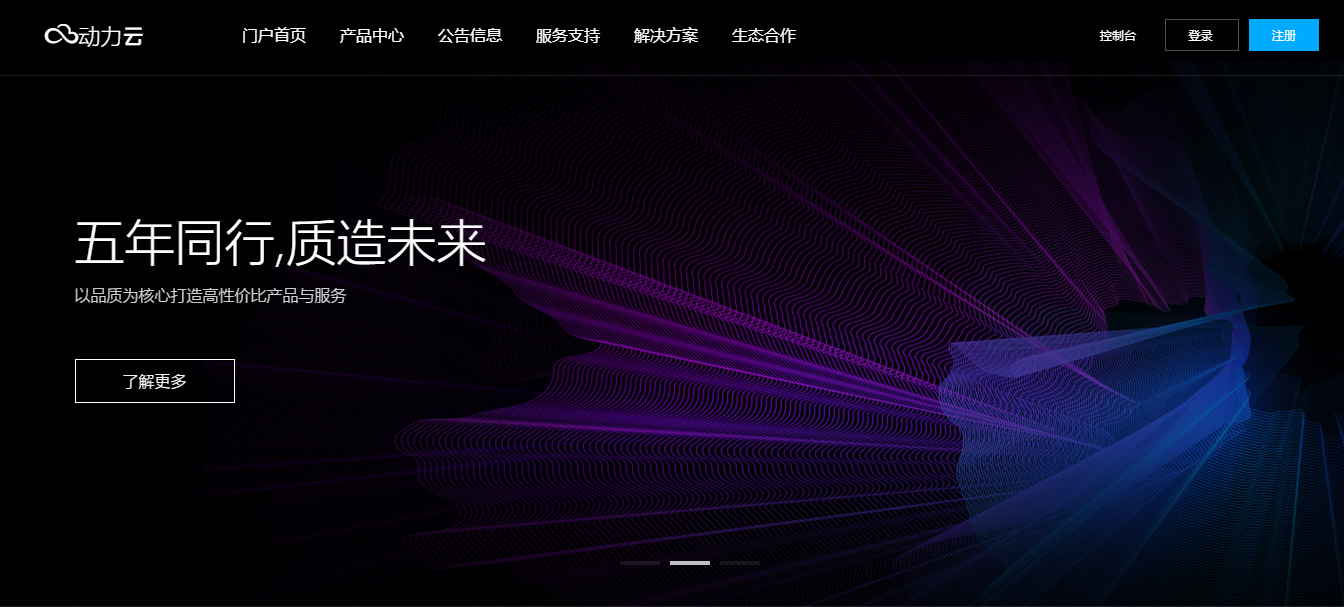 动力云
门户首页 产品中心 公告信息 服务支持 解决方案 生态合作 控制台 登录 注册
五年同行,质造未来
以品质为核心打造高性价比产品与服务
了解更多